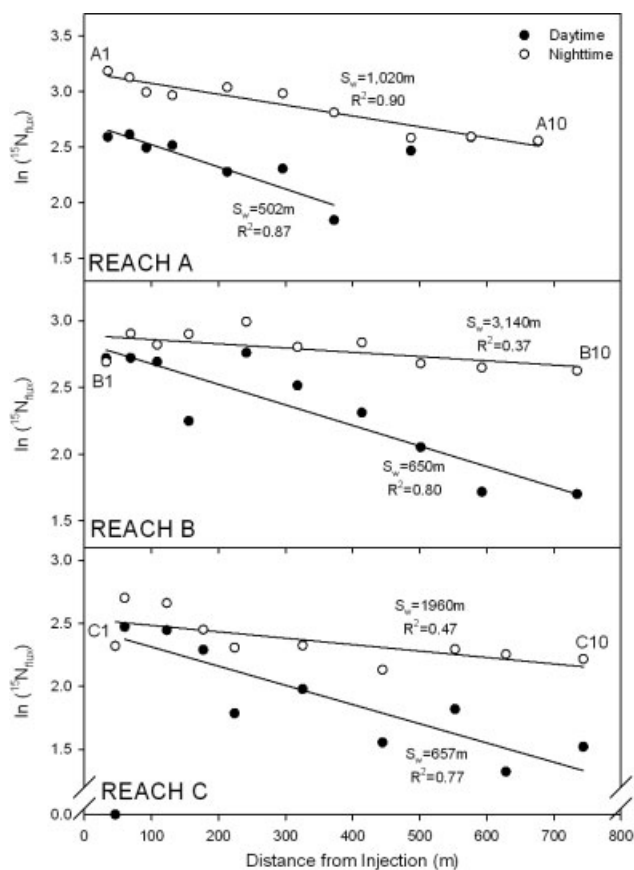 Daytime
Nighttime
3.5
3.0
2.5
2.0
1.5
ln (¹⁵N_flux)
A1
S_w=1,020m
R²=0.90
A10
S_w=502m
R²=0.87
REACH A
3.0
2.5
2.0
1.5
ln (¹⁵N_flux)
B1
S_w=3,140m
R²=0.37
B10
S_w=650m
R²=0.80
REACH B
3.0
2.5
2.0
1.5
0.0
ln (¹⁵N_flux)
C1
S_w=1960m
R²=0.47
C10
S_w=657m
R²=0.77
REACH C
0 100 200 300 400 500 600 700 800
Distance from Injection (m)